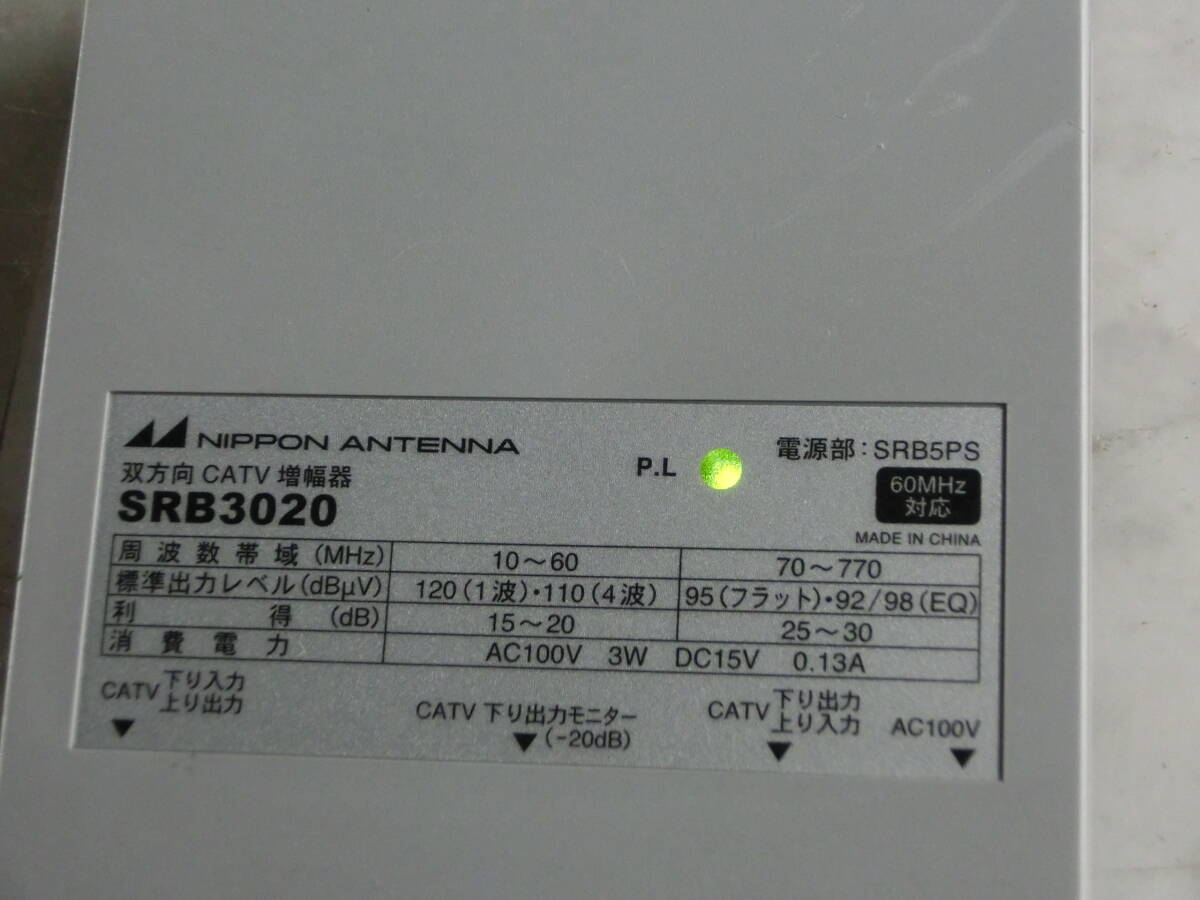 NIPPON ANTENNA
双方向 CATV 増幅器
SRB3020
P.L
電源部：SRB5PS
60MHz
対応
MADE IN CHINA
周波数帯域 (MHz) 10～60 70～770
標準出力レベル (dBμV) 120 (1波)・110 (4波) 95 (フラット)・92/98 (EQ)
利得 (dB) 15～20 25～30
消費電力 AC100V 3W DC15V 0.13A
CATV 下り入力
上り出力
▼
CATV 下り出力モニター
▼ (-20dB)
CATV 下り出力
上り入力
▼
AC100V
▼